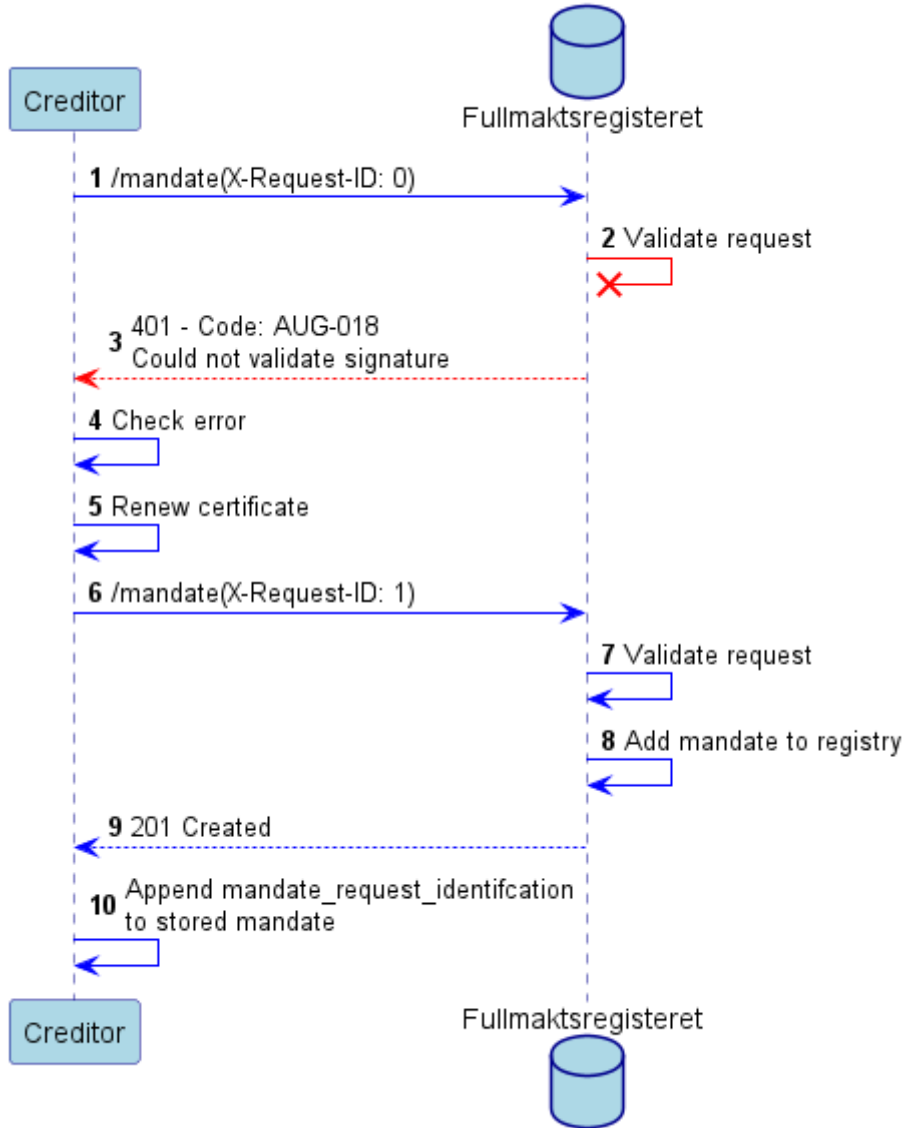 Creditor
Fullmaktsregisteret
1 /mandate(X-Request-ID: 0)
2 Validate request
3 401 - Code: AUG-018
Could not validate signature
4 Check error
5 Renew certificate
6 /mandate(X-Request-ID: 1)
7 Validate request
8 Add mandate to registry
9 201 Created
10 Append mandate_request_identifcation
to stored mandate
Creditor
Fullmaktsregisteret